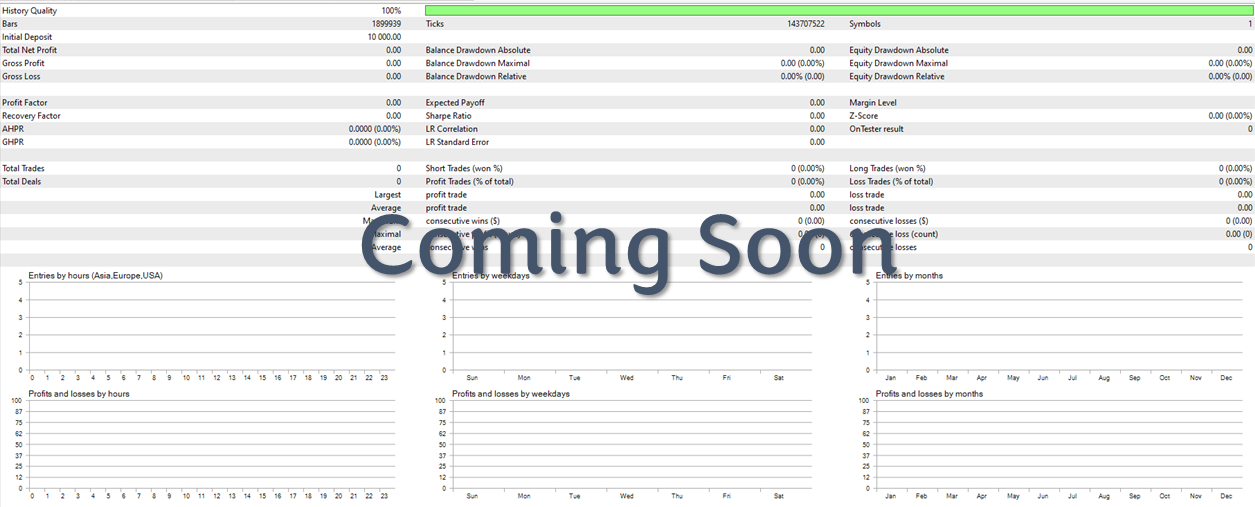 History Quality 100%
Bars 1899939 Ticks 143707522 Symbols 1
Initial Deposit 10 000.00
Total Net Profit 0.00 Balance Drawdown Absolute 0.00 Equity Drawdown Absolute 0.00
Gross Profit 0.00 Balance Drawdown Maximal 0.00 (0.00%) Equity Drawdown Maximal 0.00 (0.00%)
Gross Loss 0.00 Balance Drawdown Relative 0.00% (0.00) Equity Drawdown Relative 0.00% (0.00)
Profit Factor 0.00 Expected Payoff 0.00 Margin Level
Recovery Factor 0.00 Sharpe Ratio 0.00 Z-Score 0.00 (0.00%)
AHPR 0.0000 (0.00%) LR Correlation 0.00 OnTester result 0
GHPR 0.0000 (0.00%) LR Standard Error 0.00
Total Trades 0 Short Trades (won %) 0 (0.00%) Long Trades (won %) 0 (0.00%)
Total Deals 0 Profit Trades (% of total) 0 (0.00%) Loss Trades (% of total) 0 (0.00%)
Largest profit trade 0.00 loss trade 0.00
Average profit trade 0.00 loss trade 0.00
consecutive wins ($) 0 (0.00) consecutive losses ($) 0 (0.00)
loss (count) 0.00 (0)
Average 0 losses 0
Coming Soon
Entries by hours (Asia,Europe,USA) Entries by weekdays Entries by months
5 5 5
4 4 4
3 3 3
2 2 2
1 1 1
0 0 0
0 1 2 3 4 5 6 7 8 9 10 11 12 13 14 15 16 17 18 19 20 21 22 23 Sun Mon Tue Wed Thu Fri Sat Jan Feb Mar Apr May Jun Jul Aug Sep Oct Nov Dec
Profits and losses by hours Profits and losses by weekdays Profits and losses by months
100 100 100
87 87 87
75 75 75
62 62 62
50 50 50
37 37 37
25 25 25
12 12 12
0 0 0
0 1 2 3 4 5 6 7 8 9 10 11 12 13 14 15 16 17 18 19 20 21 22 23 Sun Mon Tue Wed Thu Fri Sat Jan Feb Mar Apr May Jun Jul Aug Sep Oct Nov Dec